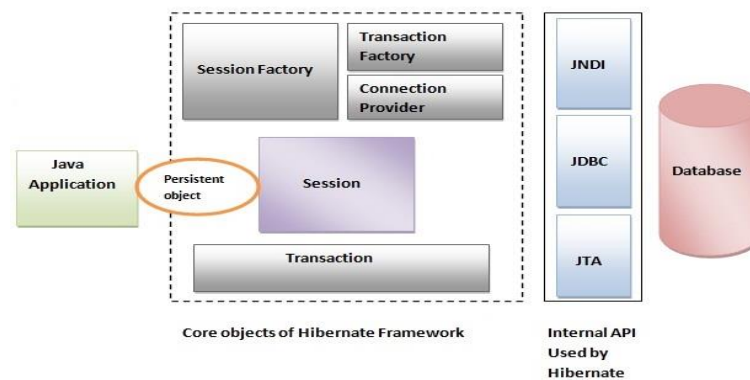 Session Factory
Transaction
Factory
Connection
Provider
JNDI
Java
Application
Persistent
object
Session
JDBC
Database
Transaction
JTA
Core objects of Hibernate Framework
Internal API
Used by
Hibernate